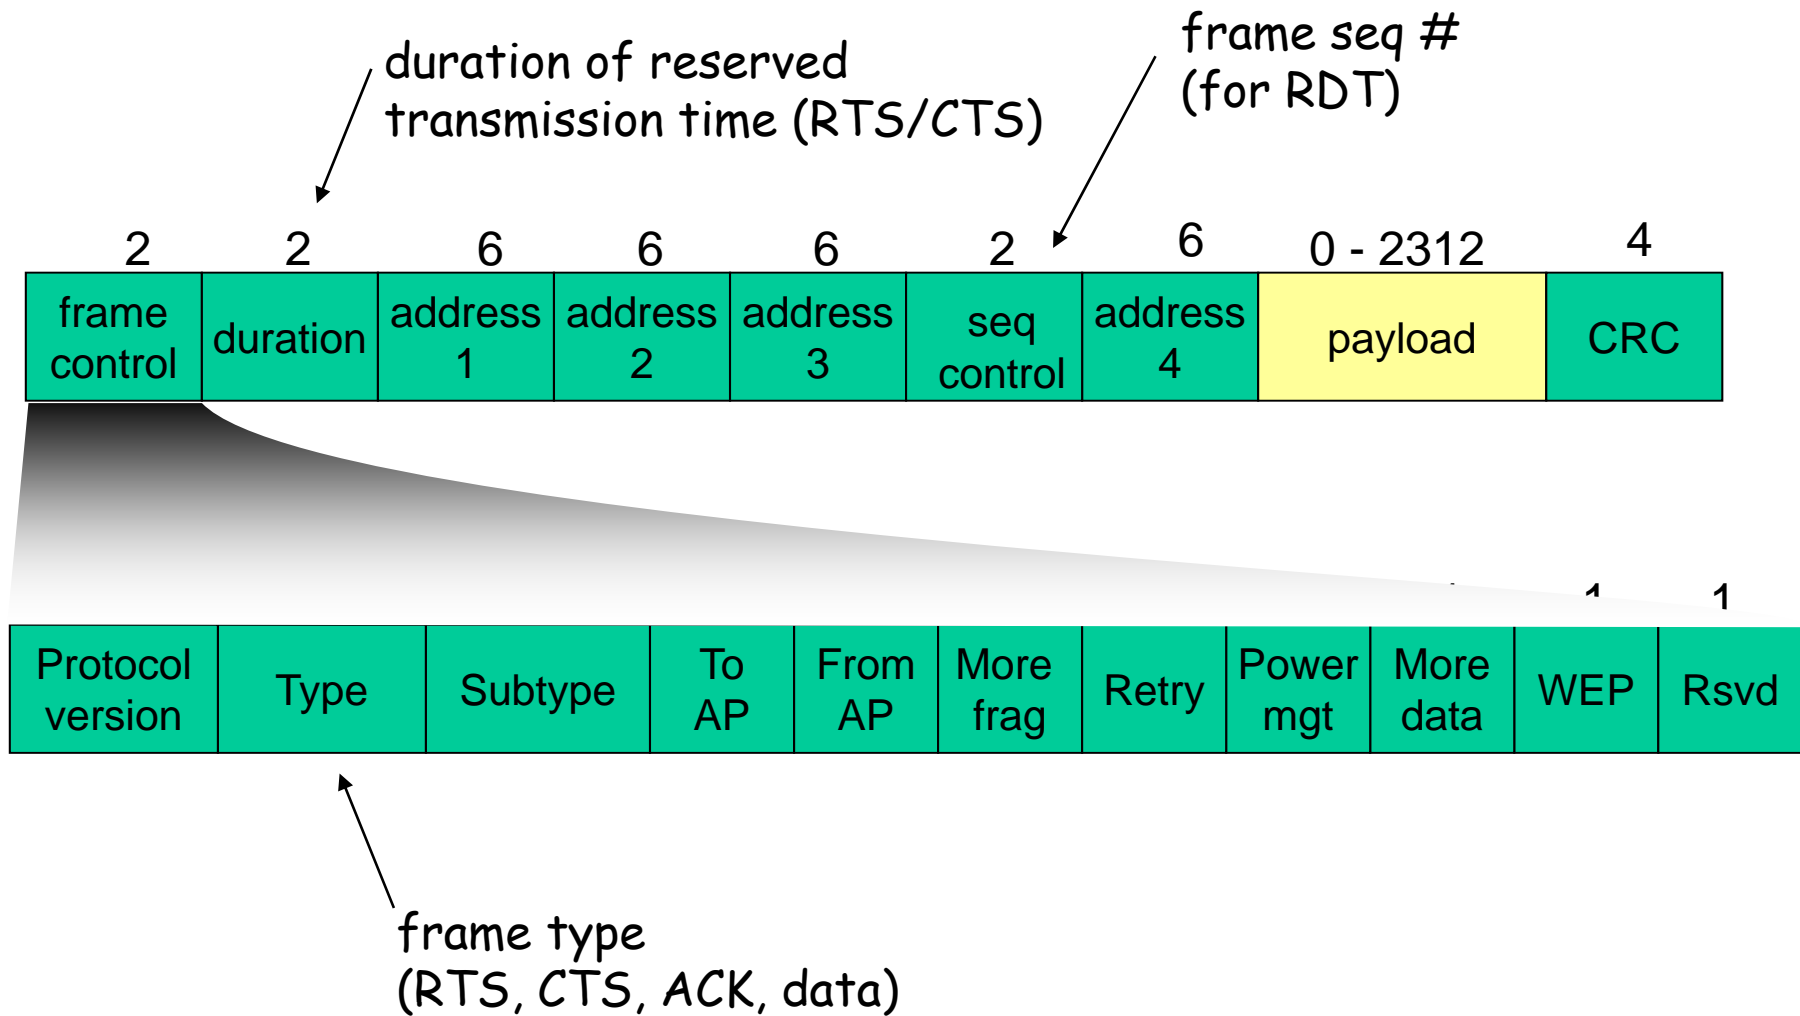 duration of reserved
transmission time (RTS/CTS)
frame seq #
(for RDT)
2 2 6 6 6 2 6 0 - 2312 4
frame
control
duration
address
1
address
2
address
3
seq
control
address
4
payload
CRC
1 1
Protocol
version
Type
Subtype
To
AP
From
AP
More
frag
Retry
Power
mgt
More
data
WEP
Rsvd
frame type
(RTS, CTS, ACK, data)